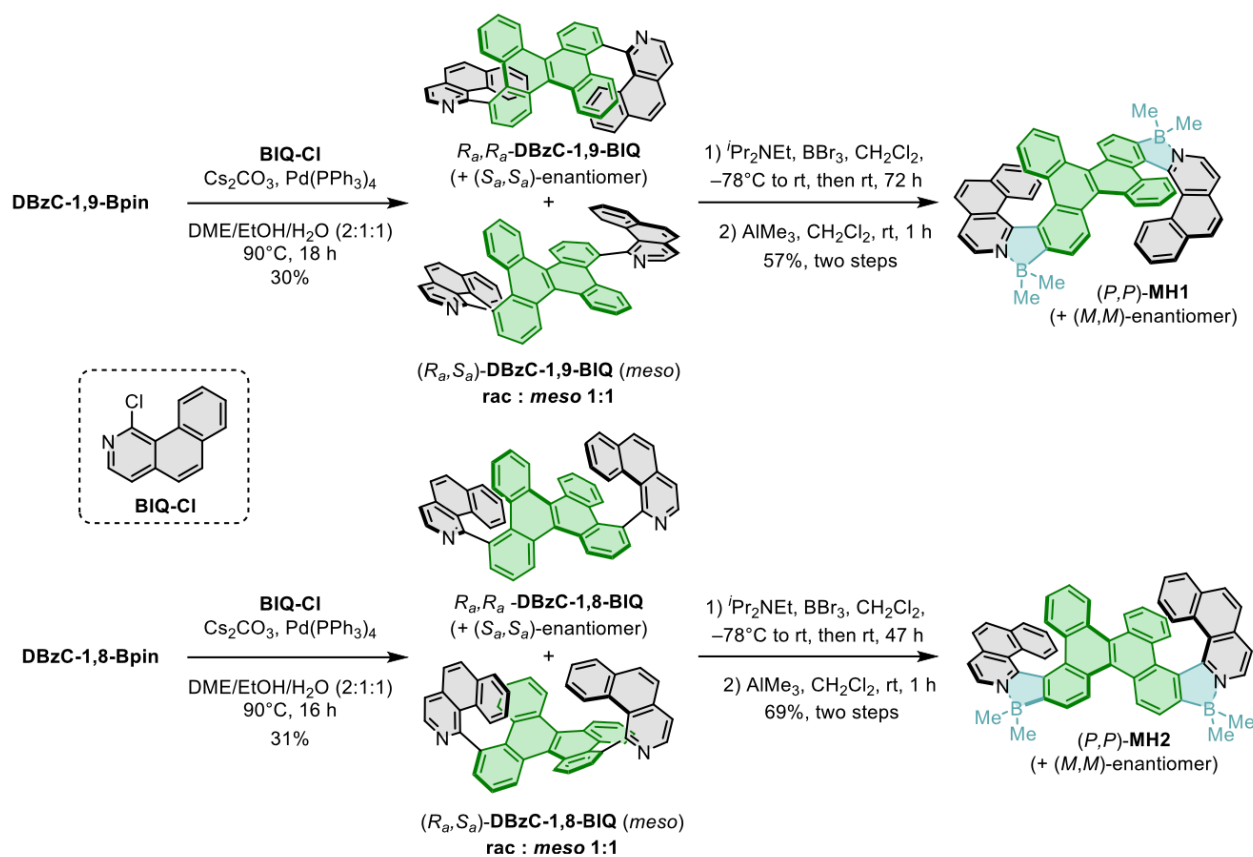 DBzC-1,9-Bpin
BIQ-Cl
Cs2CO3, Pd(PPh3)4
DME/EtOH/H2O (2:1:1)
90°C, 18 h
30%
N
N
Ra,Ra-DBzC-1,9-BIQ
(+ (Sa,Sa)-enantiomer)
+
N
N
(Ra,Sa)-DBzC-1,9-BIQ (meso)
rac : meso 1:1
1) iPr2NEt, BBr3, CH2Cl2,
–78°C to rt, then rt, 72 h
2) AlMe3, CH2Cl2, rt, 1 h
57%, two steps
Me
Me
B
N
N
B
Me
Me
(P,P)-MH1
(+ (M,M)-enantiomer)
Cl
N
BIQ-Cl
DBzC-1,8-Bpin
BIQ-Cl
Cs2CO3, Pd(PPh3)4
DME/EtOH/H2O (2:1:1)
90°C, 16 h
31%
N
N
Ra,Ra -DBzC-1,8-BIQ
(+ (Sa,Sa)-enantiomer)
+
N
N
(Ra,Sa)-DBzC-1,8-BIQ (meso)
rac : meso 1:1
1) iPr2NEt, BBr3, CH2Cl2,
–78°C to rt, then rt, 47 h
2) AlMe3, CH2Cl2, rt, 1 h
69%, two steps
N
N
Me
B
Me
B
Me
Me
(P,P)-MH2
(+ (M,M)-enantiomer)